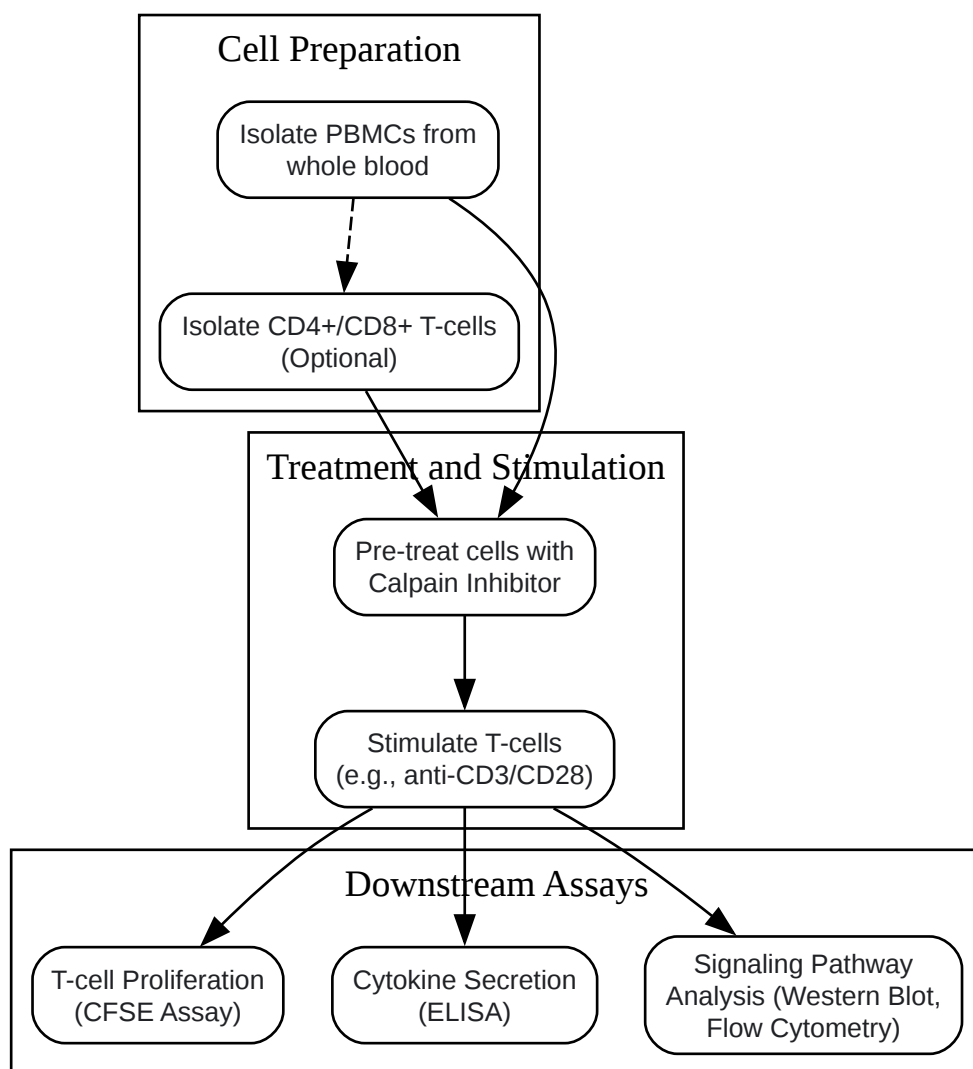 Cell Preparation
Isolate PBMCs from
whole blood
Isolate CD4+/CD8+ T-cells
(Optional)
Treatment and Stimulation
Pre-treat cells with
Calpain Inhibitor
Stimulate T-cells
(e.g., anti-CD3/CD28)
Downstream Assays
T-cell Proliferation
(CFSE Assay)
Cytokine Secretion
(ELISA)
Signaling Pathway
Analysis (Western Blot,
Flow Cytometry)